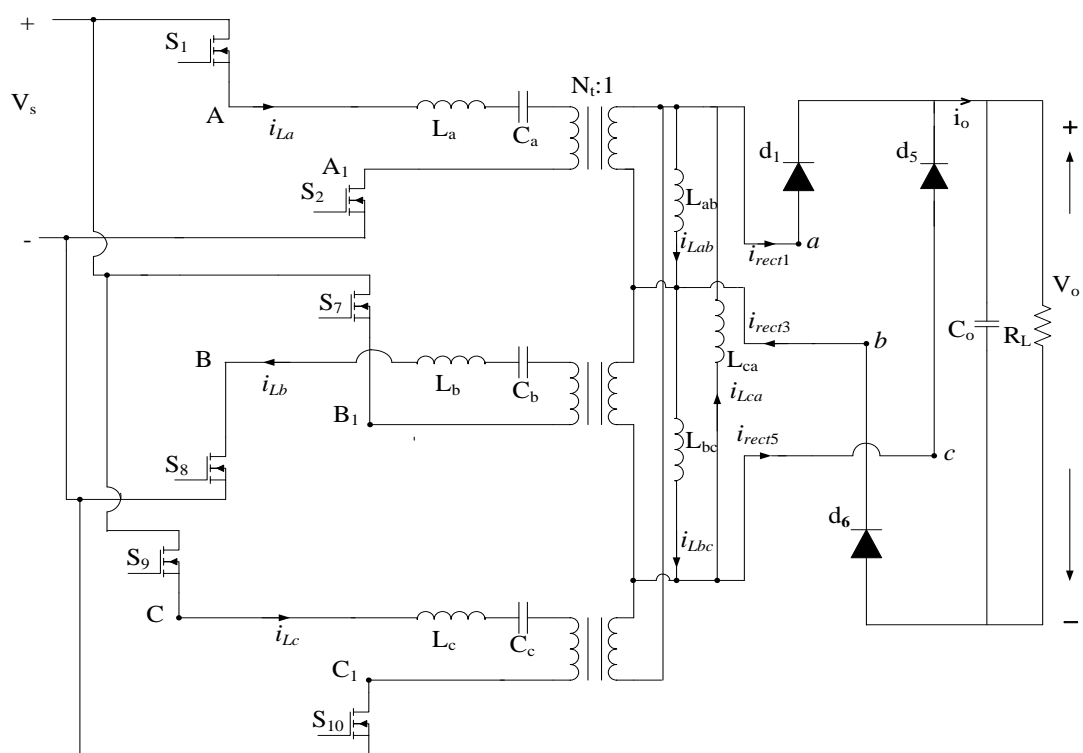 +
S1
Vs
Nt:1
A
iLa
La
Ca
A1
S2
-
d1
d5
io
+
Lab
iLab
a
irect1
S7
Vo
irect3
b
Co
RL
B
iLb
Lb
Cb
B1
Lca
iLca
Lbc
irect5
c
S8
d6
iLbc
S9
C
iLc
Lc
Cc
C1
S10